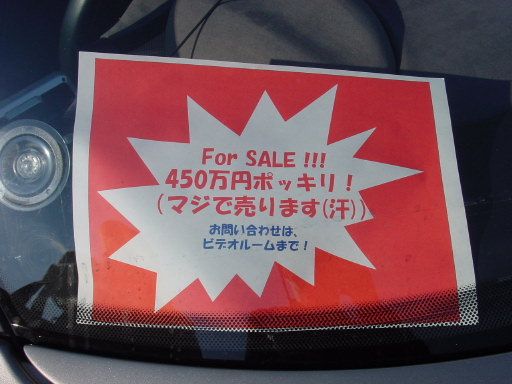 For SALE !!!
450万円ポッキリ！
(マジで売ります(汗))
お問い合わせは、
ビデオルームまで！